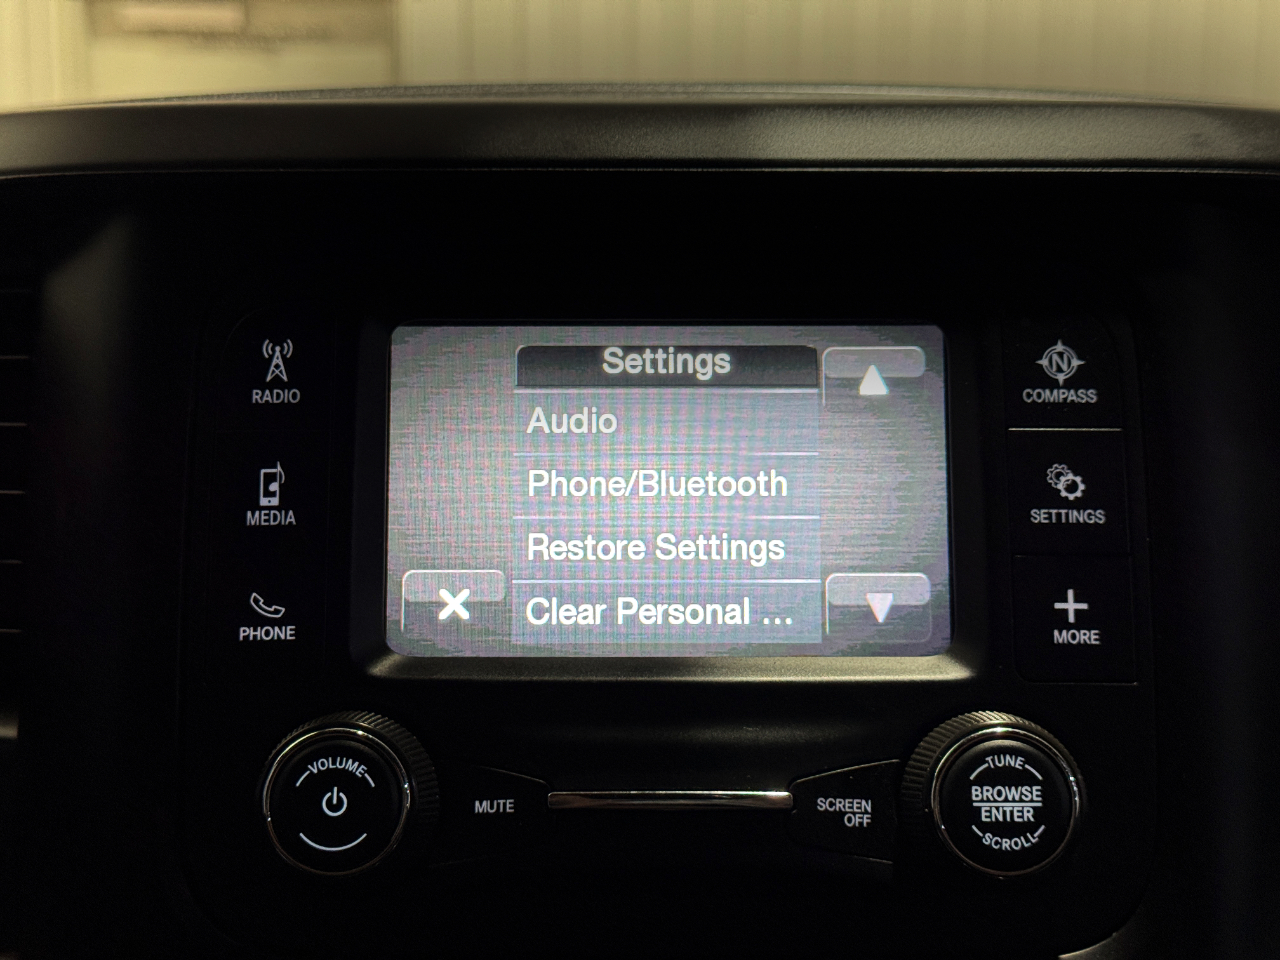 Settings
Audio
Phone/Bluetooth
Restore Settings
Clear Personal ...
RADIO
MEDIA
PHONE
N
COMPASS
SETTINGS
MORE
VOLUME
MUTE
SCREEN
OFF
TUNE
BROWSE
ENTER
SCROLL